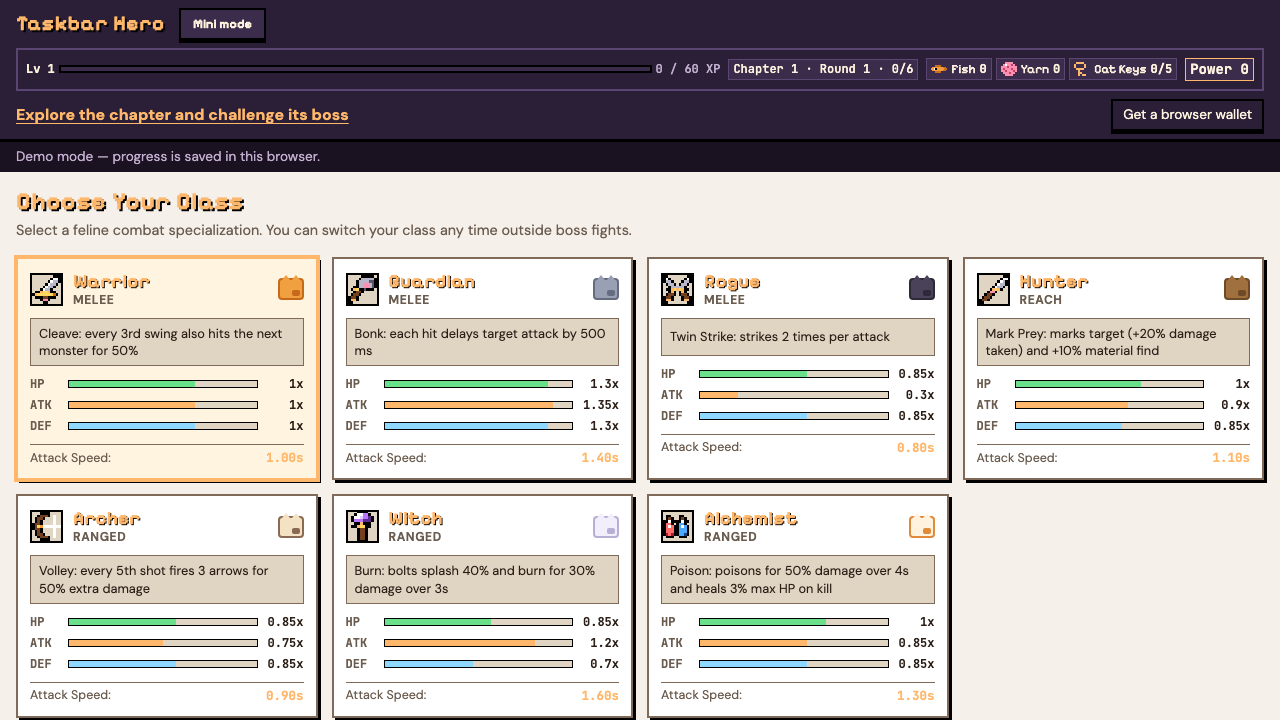 Taskbar Hero
Mini mode
Lv 1
0 / 60 XP
Chapter 1 · Round 1 · 0/6
Fish 0
Yarn 0
Oat Keys 0/5
Power 0
Explore the chapter and challenge its boss
Get a browser wallet
Demo mode — progress is saved in this browser.
Choose Your Class
Select a feline combat specialization. You can switch your class any time outside boss fights.
Warrior
MELEE
Cleave: every 3rd swing also hits the next
monster for 50%
HP 1x
ATK 1x
DEF 1x
Attack Speed: 1.00s
Guardian
MELEE
Bonk: each hit delays target attack by 500
ms
HP 1.3x
ATK 1.35x
DEF 1.3x
Attack Speed: 1.40s
Rogue
MELEE
Twin Strike: strikes 2 times per attack
HP 0.85x
ATK 0.3x
DEF 0.85x
Attack Speed: 0.80s
Hunter
REACH
Mark Prey: marks target (+20% damage
taken) and +10% material find
HP 1x
ATK 0.9x
DEF 0.85x
Attack Speed: 1.10s
Archer
RANGED
Volley: every 5th shot fires 3 arrows for
50% extra damage
HP 0.85x
ATK 0.75x
DEF 0.85x
Attack Speed: 0.90s
Witch
RANGED
Burn: bolts splash 40% and burn for 30%
damage over 3s
HP 0.85x
ATK 1.2x
DEF 0.7x
Attack Speed: 1.60s
Alchemist
RANGED
Poison: poisons for 50% damage over 4s
and heals 3% max HP on kill
HP 1x
ATK 0.85x
DEF 0.85x
Attack Speed: 1.30s